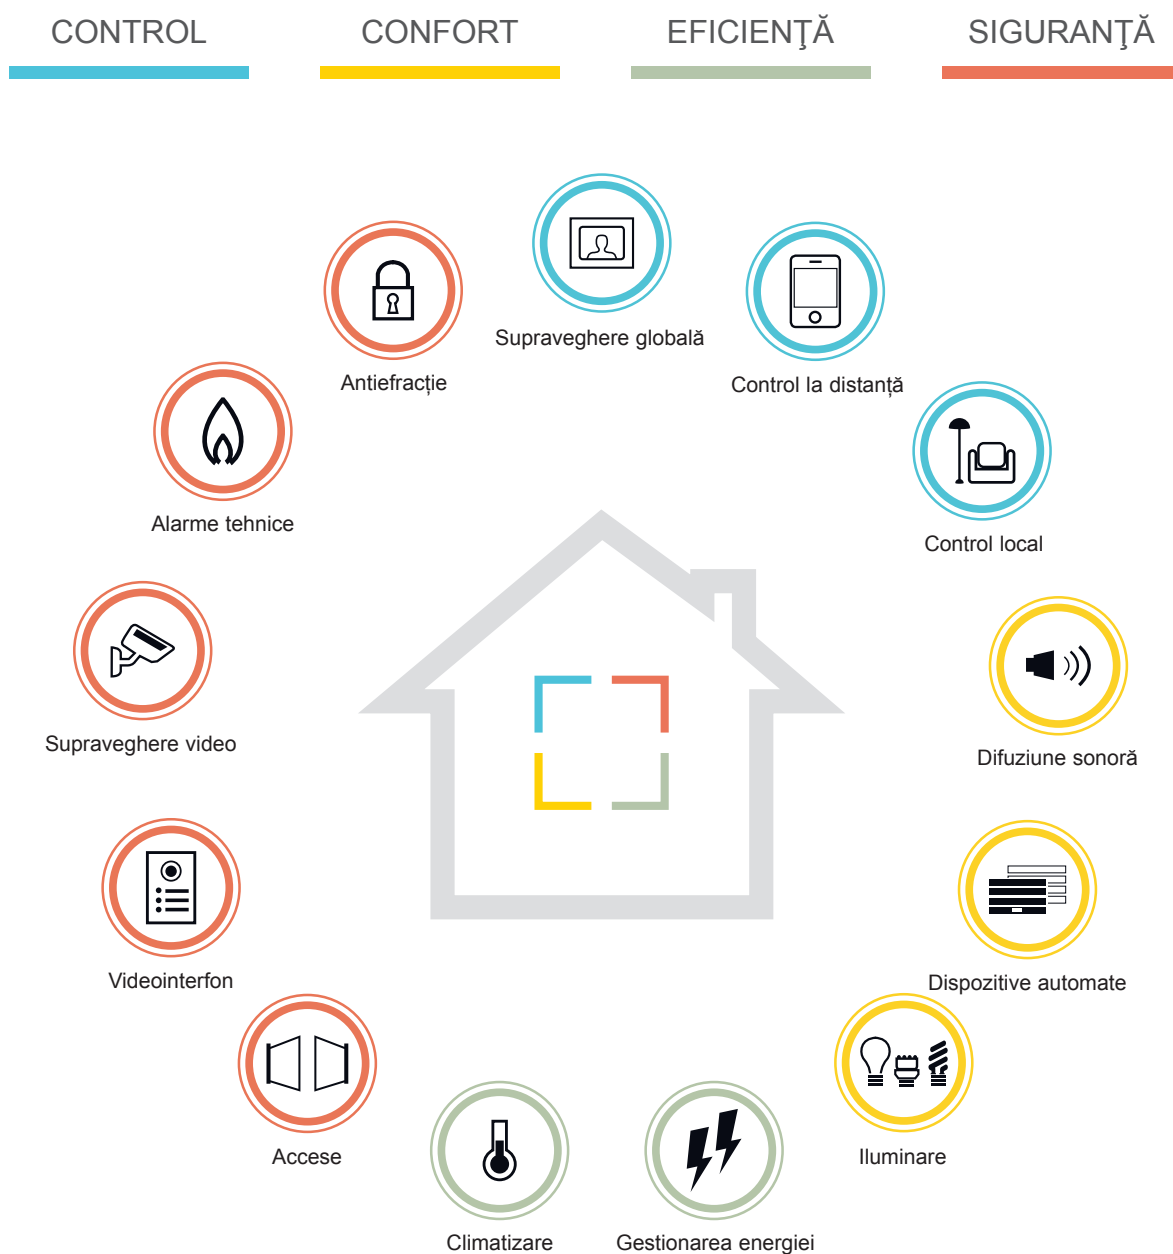 CONTROL
CONFORT
EFICIENŢĂ
SIGURANŢĂ
Supraveghere globală
Antiefracție
Control la distanță
Alarme tehnice
Control local
Supraveghere video
Difuziune sonoră
Videointerfon
Dispozitive automate
Accese
Iluminare
Climatizare
Gestionarea energiei